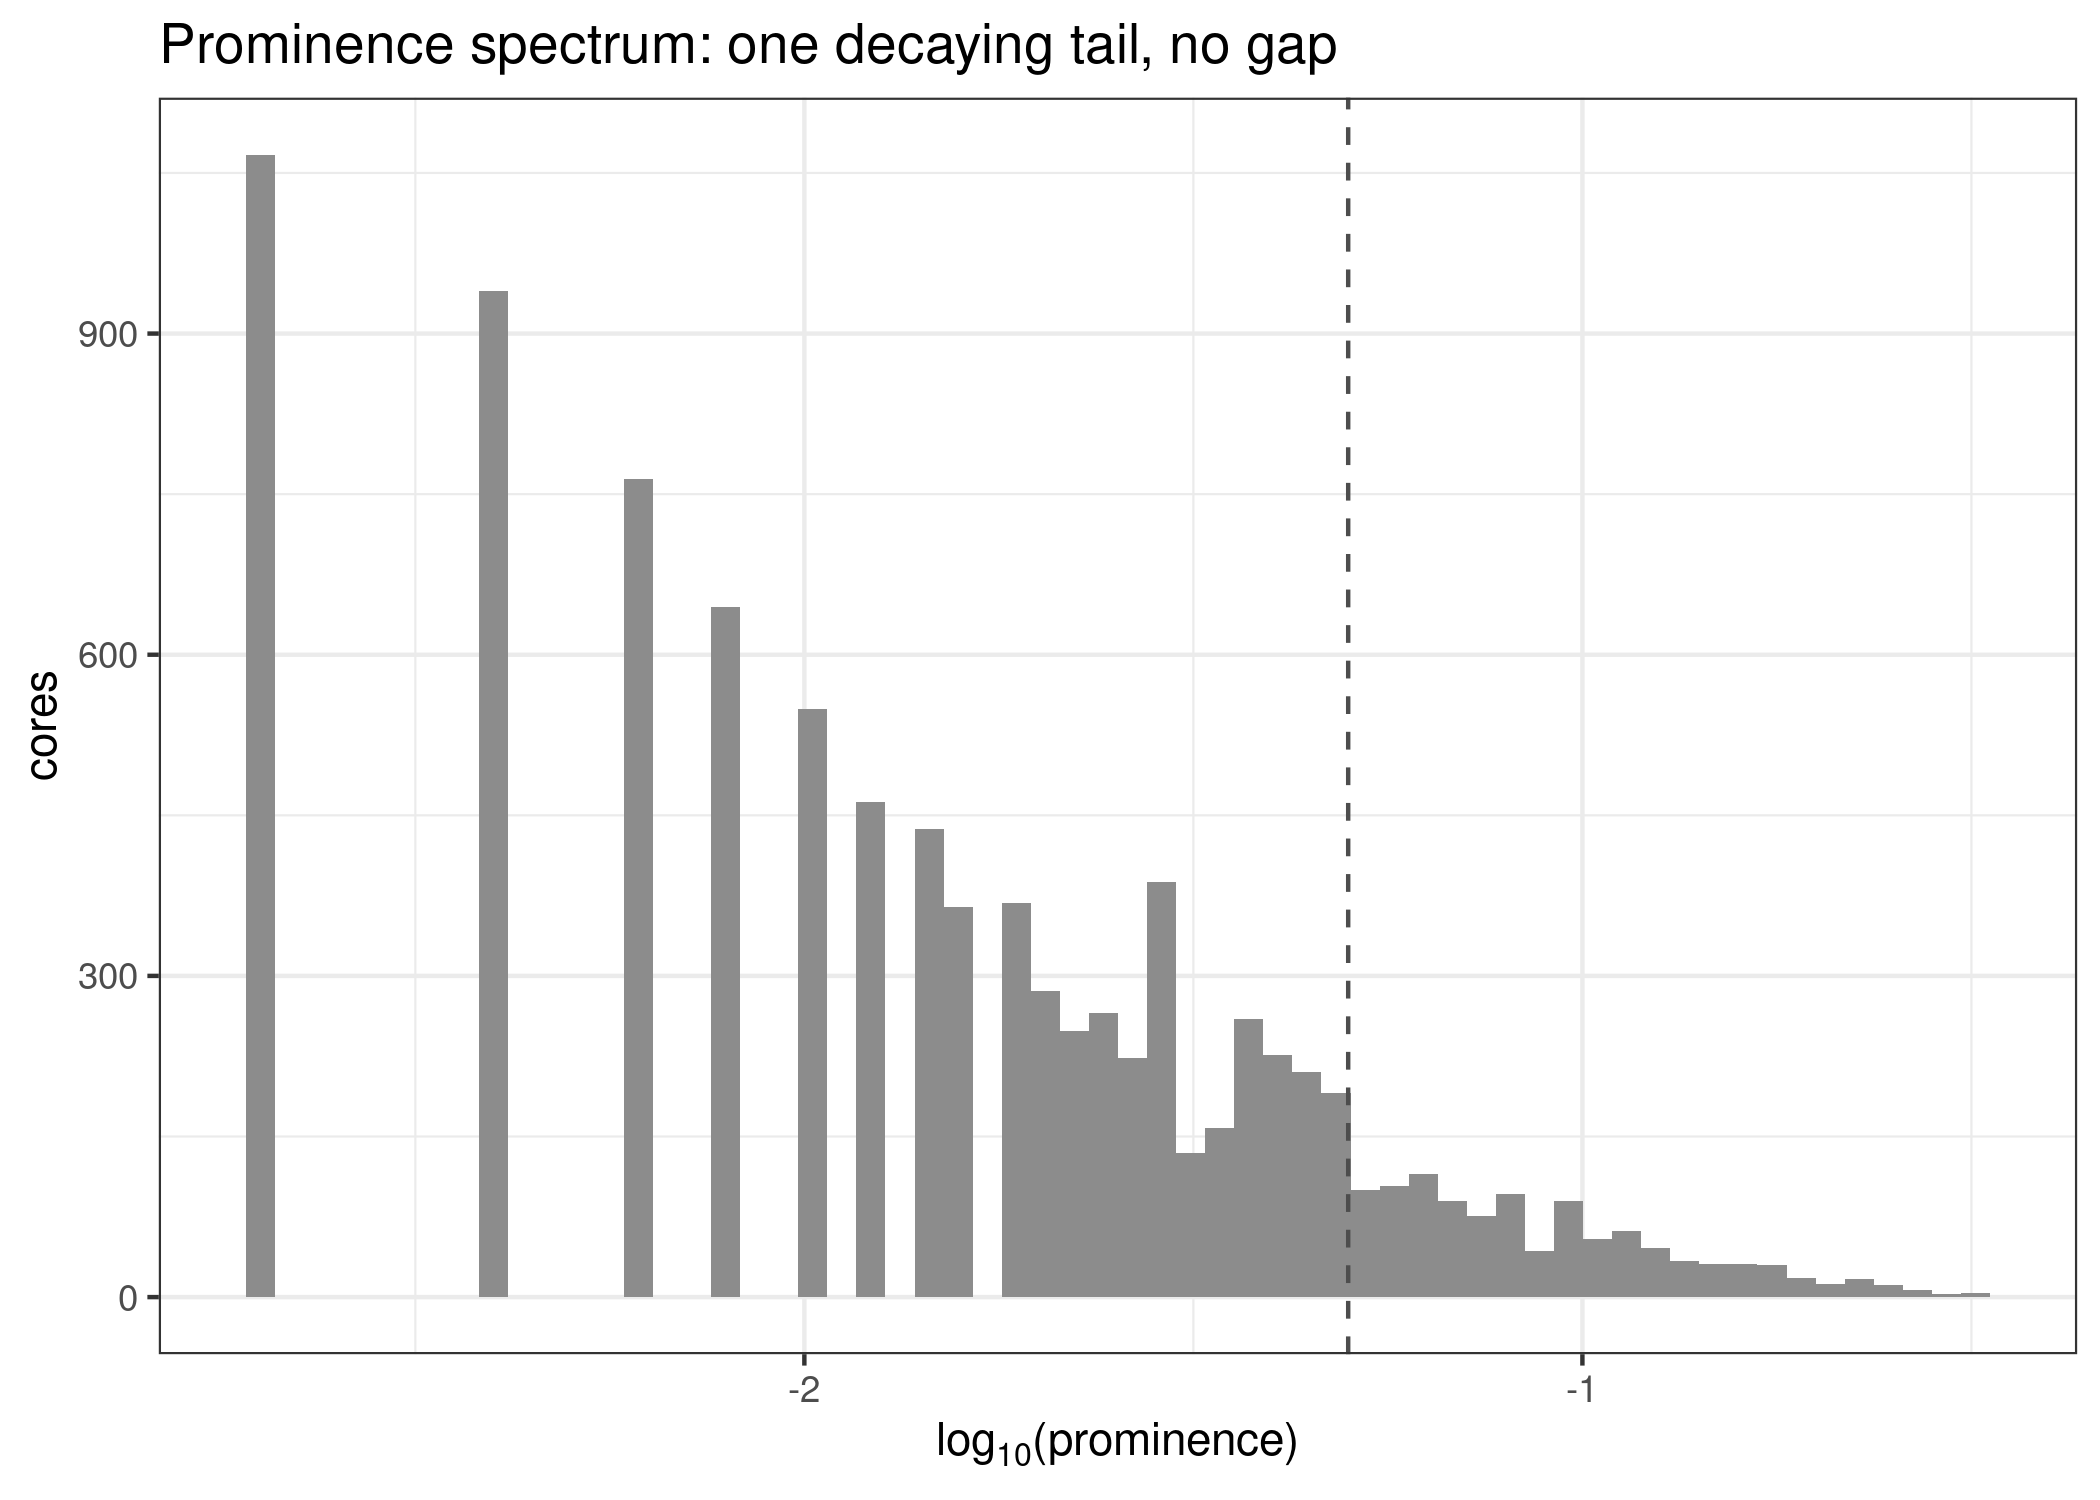 Prominence spectrum: one decaying tail, no gap
900
600
300
0
cores
-2
-1
log₁₀(prominence)